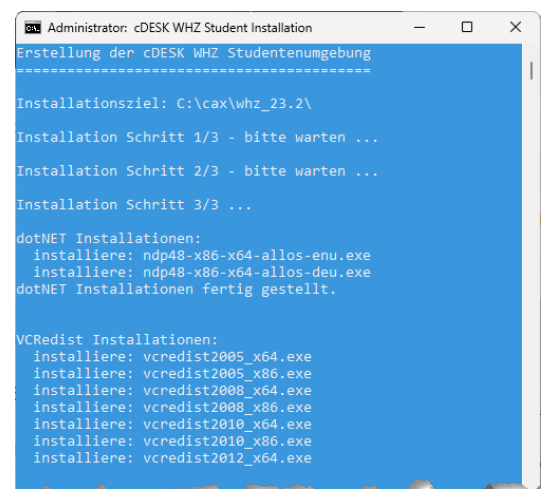 Administrator: cDESK WHZ Student Installation
Erstellung der cDESK WHZ Studentenumgebung
==========================================
Installationsziel: C:\cax\whz_23.2\
Installation Schritt 1/3 - bitte warten ...
Installation Schritt 2/3 - bitte warten ...
Installation Schritt 3/3 ...
dotNET Installationen:
  installiere: ndp48-x86-x64-allos-enu.exe
  installiere: ndp48-x86-x64-allos-deu.exe
dotNET Installationen fertig gestellt.
VCRedist Installationen:
  installiere: vcredist2005_x64.exe
  installiere: vcredist2005_x86.exe
  installiere: vcredist2008_x64.exe
  installiere: vcredist2008_x86.exe
  installiere: vcredist2010_x64.exe
  installiere: vcredist2010_x86.exe
  installiere: vcredist2012_x64.exe